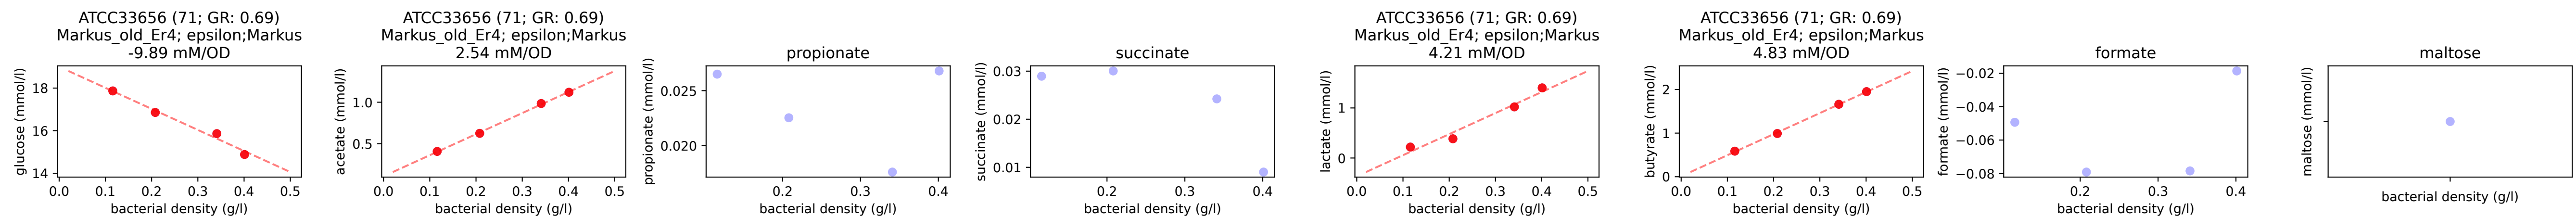 ATCC33656 (71; GR: 0.69)
Markus_old_Er4; epsilon;Markus
-9.89 mM/OD
glucose (mmol/l)
18
16
14
0.0 0.1 0.2 0.3 0.4 0.5
bacterial density (g/l)
ATCC33656 (71; GR: 0.69)
Markus_old_Er4; epsilon;Markus
2.54 mM/OD
acetate (mmol/l)
1.0
0.5
0.0 0.1 0.2 0.3 0.4 0.5
bacterial density (g/l)
propionate
propionate (mmol/l)
0.025
0.020
0.2 0.3 0.4
bacterial density (g/l)
succinate
succinate (mmol/l)
0.03
0.02
0.01
0.2 0.3 0.4
bacterial density (g/l)
ATCC33656 (71; GR: 0.69)
Markus_old_Er4; epsilon;Markus
4.21 mM/OD
lactate (mmol/l)
1
0
0.0 0.1 0.2 0.3 0.4 0.5
bacterial density (g/l)
ATCC33656 (71; GR: 0.69)
Markus_old_Er4; epsilon;Markus
4.83 mM/OD
butyrate (mmol/l)
2
1
0
0.0 0.1 0.2 0.3 0.4 0.5
bacterial density (g/l)
formate
formate (mmol/l)
−0.02
−0.04
−0.06
−0.08
0.2 0.3 0.4
bacterial density (g/l)
maltose
maltose (mmol/l)
bacterial density (g/l)